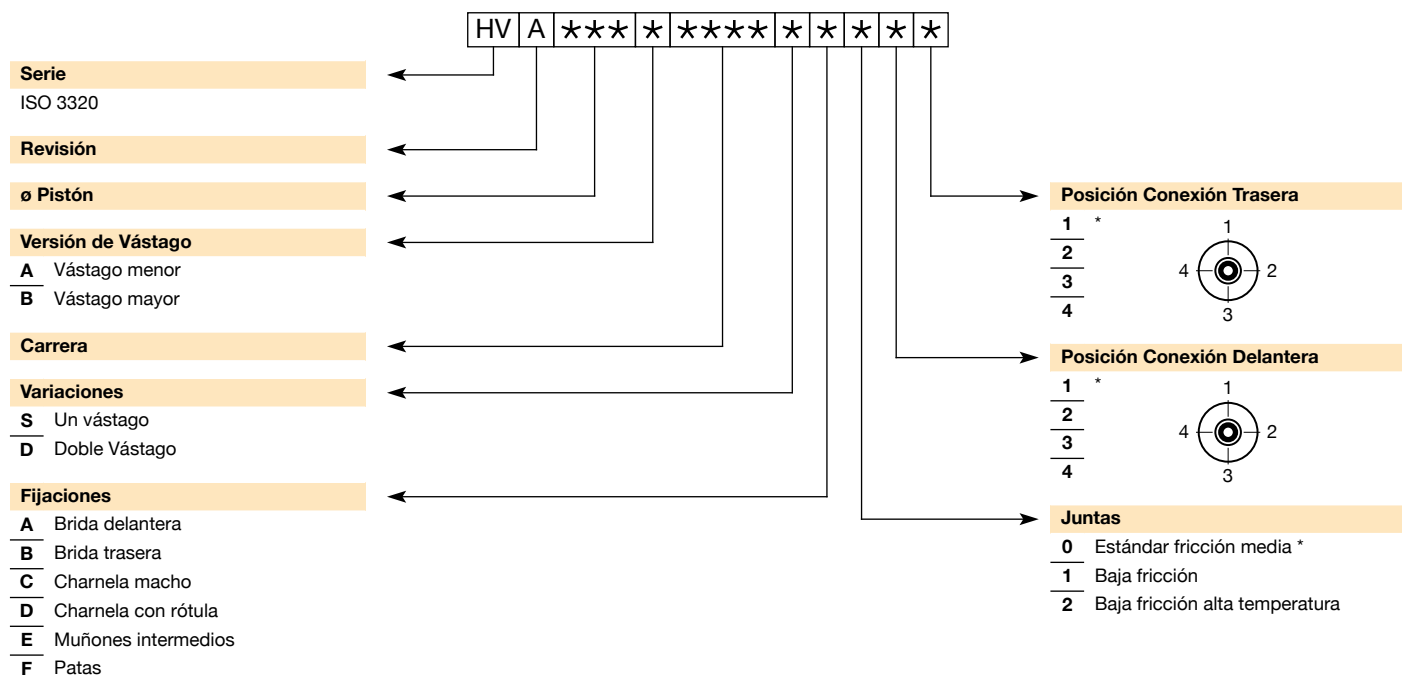 HV A *** * **** * * * * *
Serie
ISO 3320
Revisión
ø Pistón
Versión de Vástago
A Vástago menor
B Vástago mayor
Carrera
Variaciones
S Un vástago
D Doble Vástago
Fijaciones
A Brida delantera
B Brida trasera
C Charnela macho
D Charnela con rótula
E Muñones intermedios
F Patas
Posición Conexión Trasera
1 *
2
3
4
1
4 2
3
Posición Conexión Delantera
1 *
2
3
4
1
4 2
3
Juntas
0 Estándar fricción media *
1 Baja fricción
2 Baja fricción alta temperatura